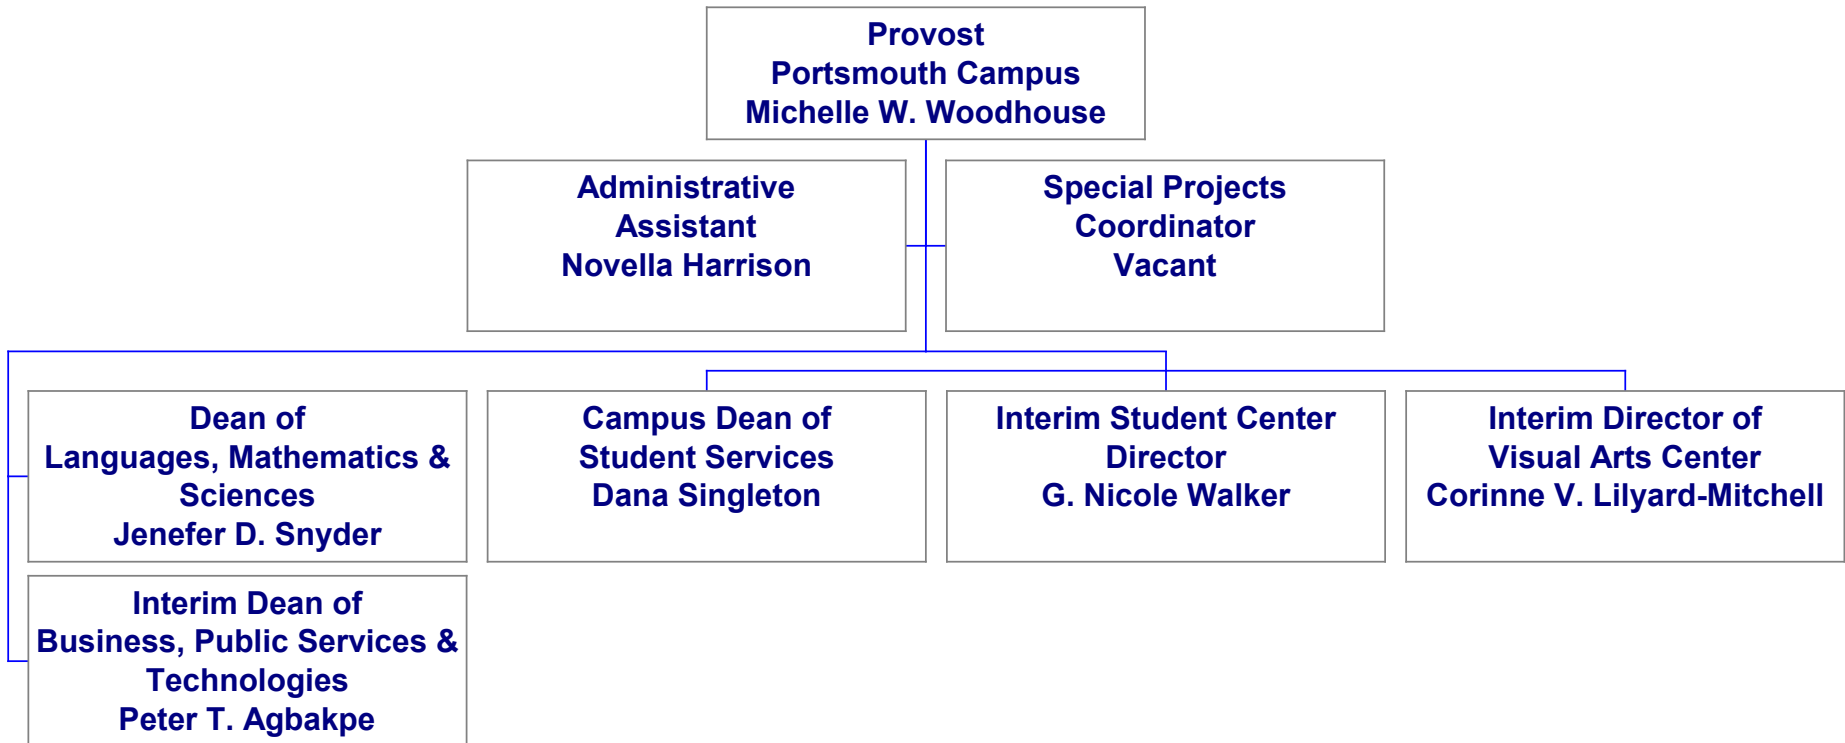 Provost
Portsmouth Campus
Michelle W. Woodhouse
Administrative
Assistant
Novella Harrison
Special Projects
Coordinator
Vacant
Dean of
Languages, Mathematics &
Sciences
Jenefer D. Snyder
Campus Dean of
Student Services
Dana Singleton
Interim Student Center
Director
G. Nicole Walker
Interim Director of
Visual Arts Center
Corinne V. Lilyard-Mitchell
Interim Dean of
Business, Public Services &
Technologies
Peter T. Agbakpe